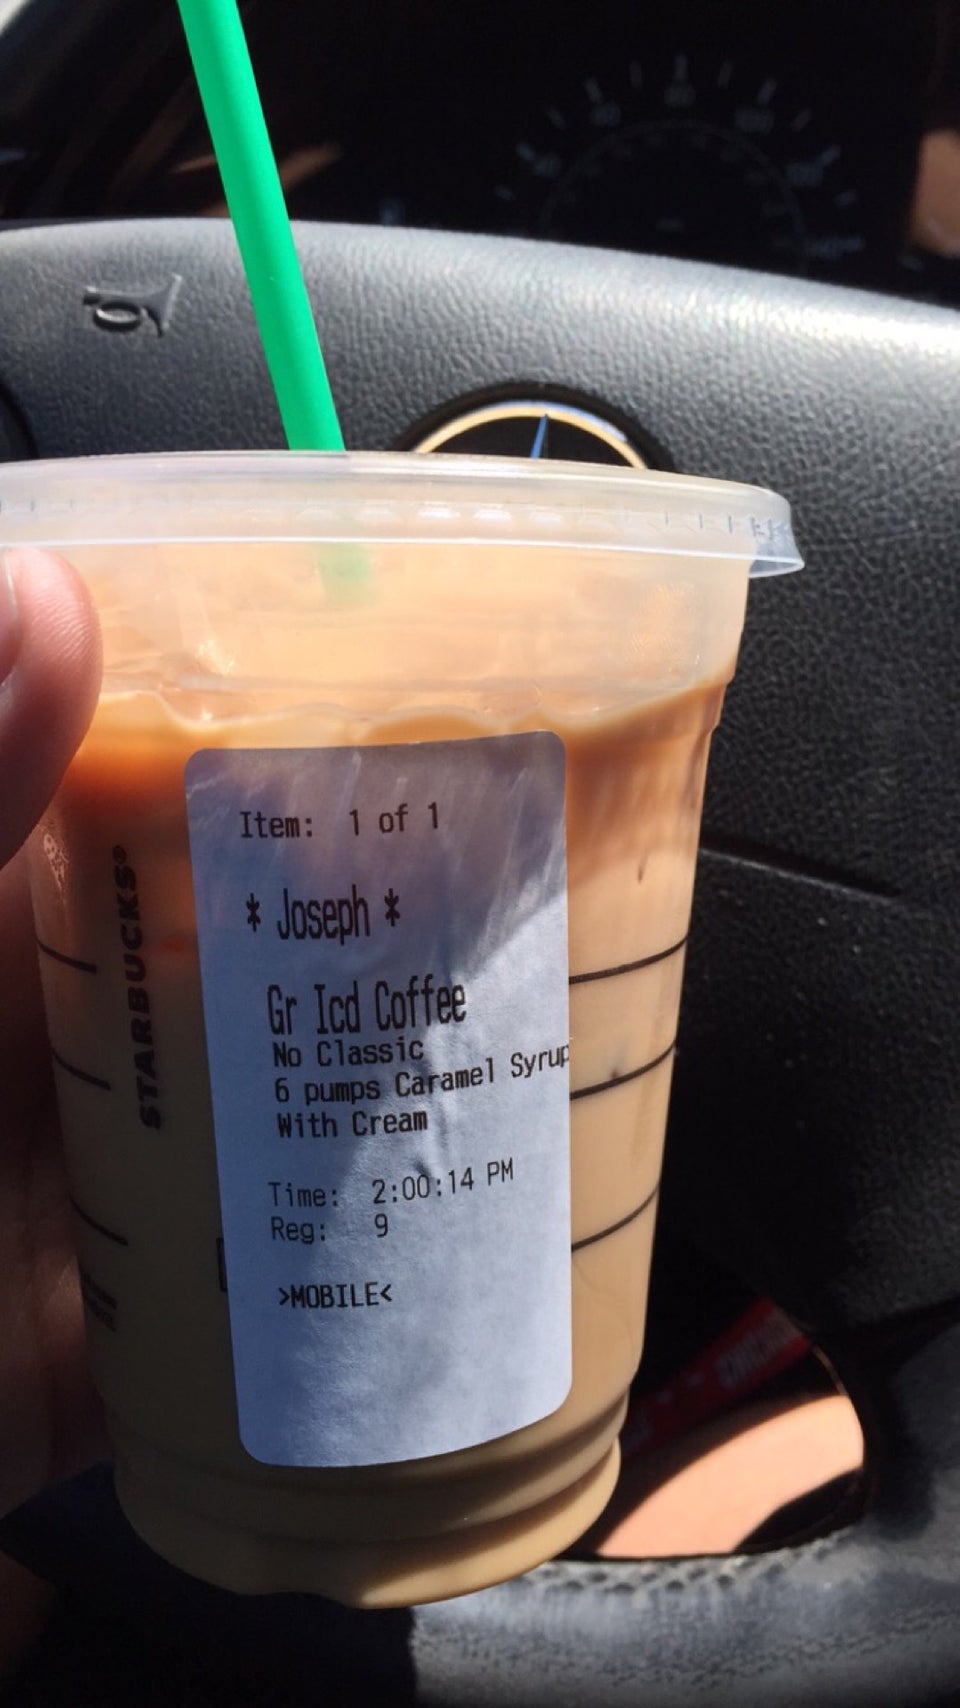 Item: 1 of 1
* Joseph *
Gr Icd Coffee
No Classic
6 pumps Caramel Syrup
With Cream
Time: 2:00:14 PM
Reg: 9
>MOBILE<
STARBUCKS®